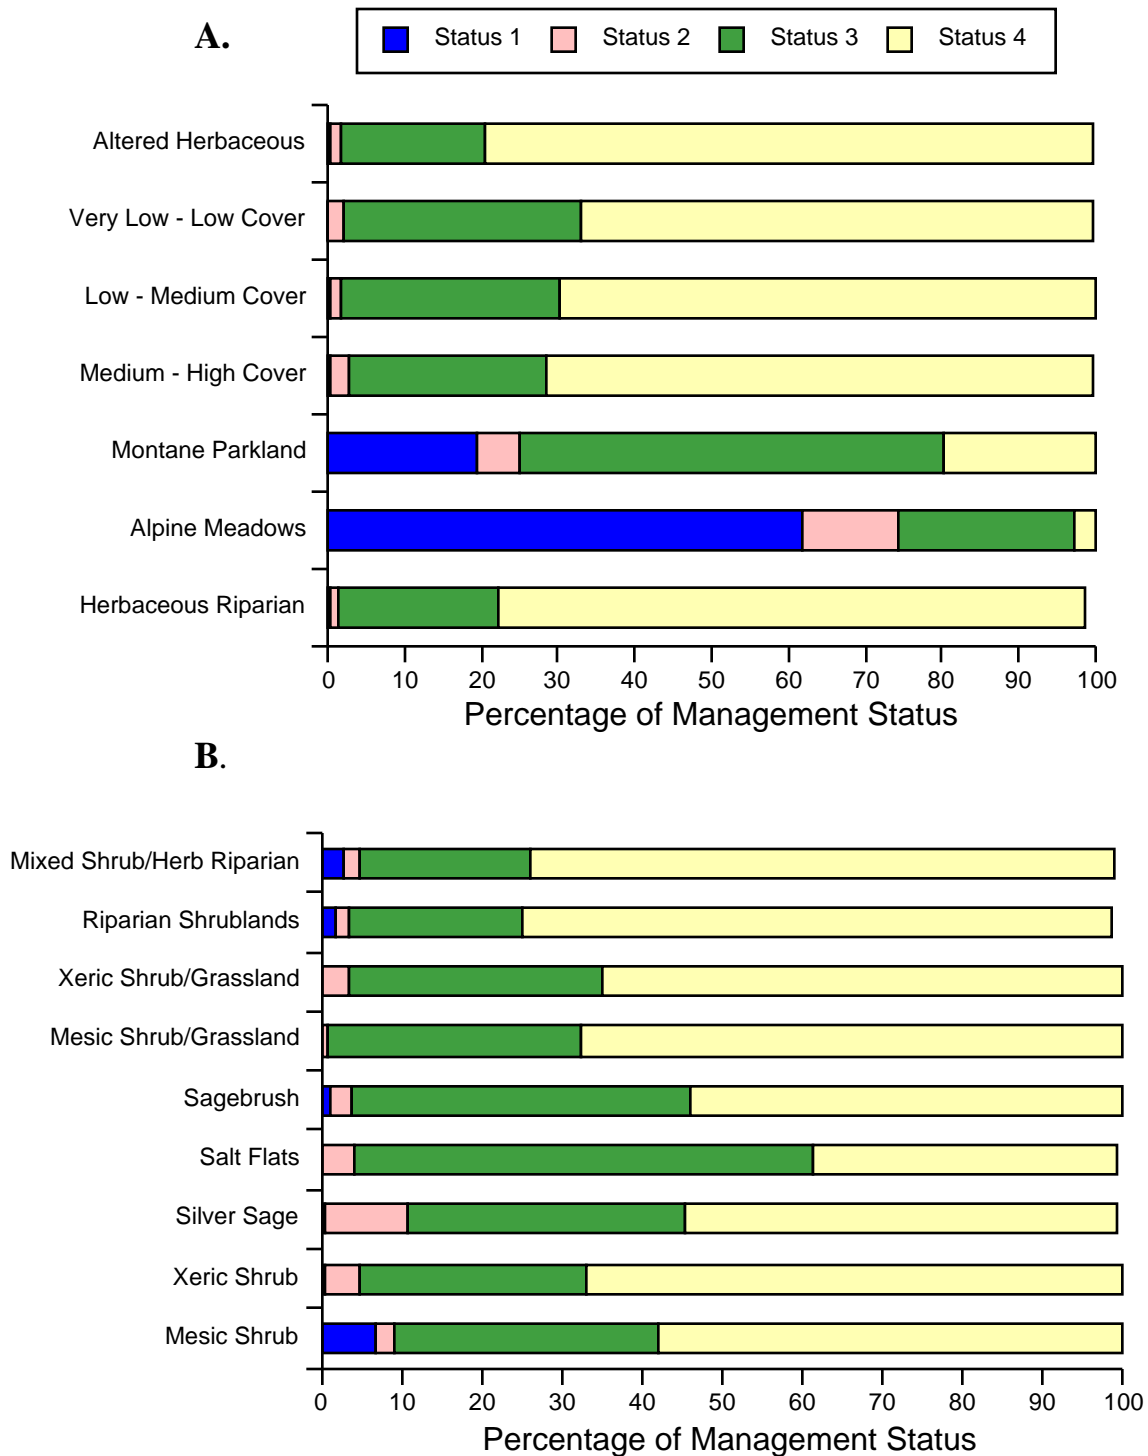 A.
Status 1 Status 2 Status 3 Status 4
Altered Herbaceous
Very Low - Low Cover
Low - Medium Cover
Medium - High Cover
Montane Parkland
Alpine Meadows
Herbaceous Riparian
0 10 20 30 40 50 60 70 80 90 100
Percentage of Management Status
B.
Mixed Shrub/Herb Riparian
Riparian Shrublands
Xeric Shrub/Grassland
Mesic Shrub/Grassland
Sagebrush
Salt Flats
Silver Sage
Xeric Shrub
Mesic Shrub
0 10 20 30 40 50 60 70 80 90 100
Percentage of Management Status